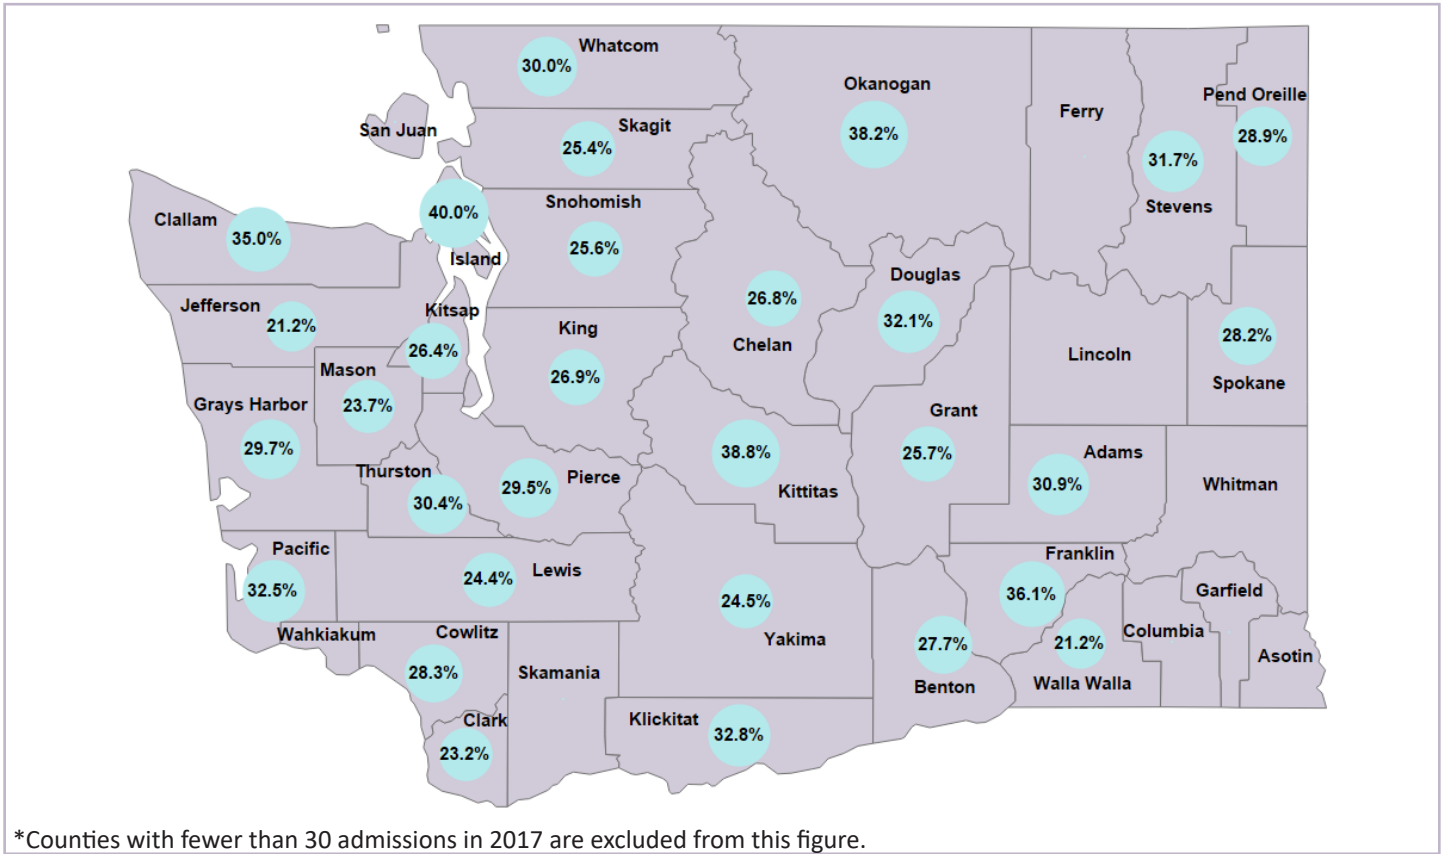 Whatcom
30.0%
San Juan
Skagit
25.4%
Okanogan
38.2%
Ferry
Pend Oreille
28.9%
31.7%
Stevens
Clallam
35.0%
40.0%
Island
Snohomish
25.6%
Jefferson
21.2%
Kitsap
26.4%
King
26.9%
26.8%
Chelan
Douglas
32.1%
Lincoln
28.2%
Spokane
Mason
23.7%
Grays Harbor
29.7%
Thurston
30.4%
29.5%
Pierce
38.8%
Kittitas
Grant
25.7%
Adams
30.9%
Whitman
Pacific
32.5%
24.4%
Lewis
24.5%
Yakima
Franklin
36.1%
Garfield
Wahkiakum
Cowlitz
28.3%
Skamania
27.7%
Benton
21.2%
Walla Walla
Columbia
Asotin
Clark
23.2%
Klickitat
32.8%
*Counties with fewer than 30 admissions in 2017 are excluded from this figure.